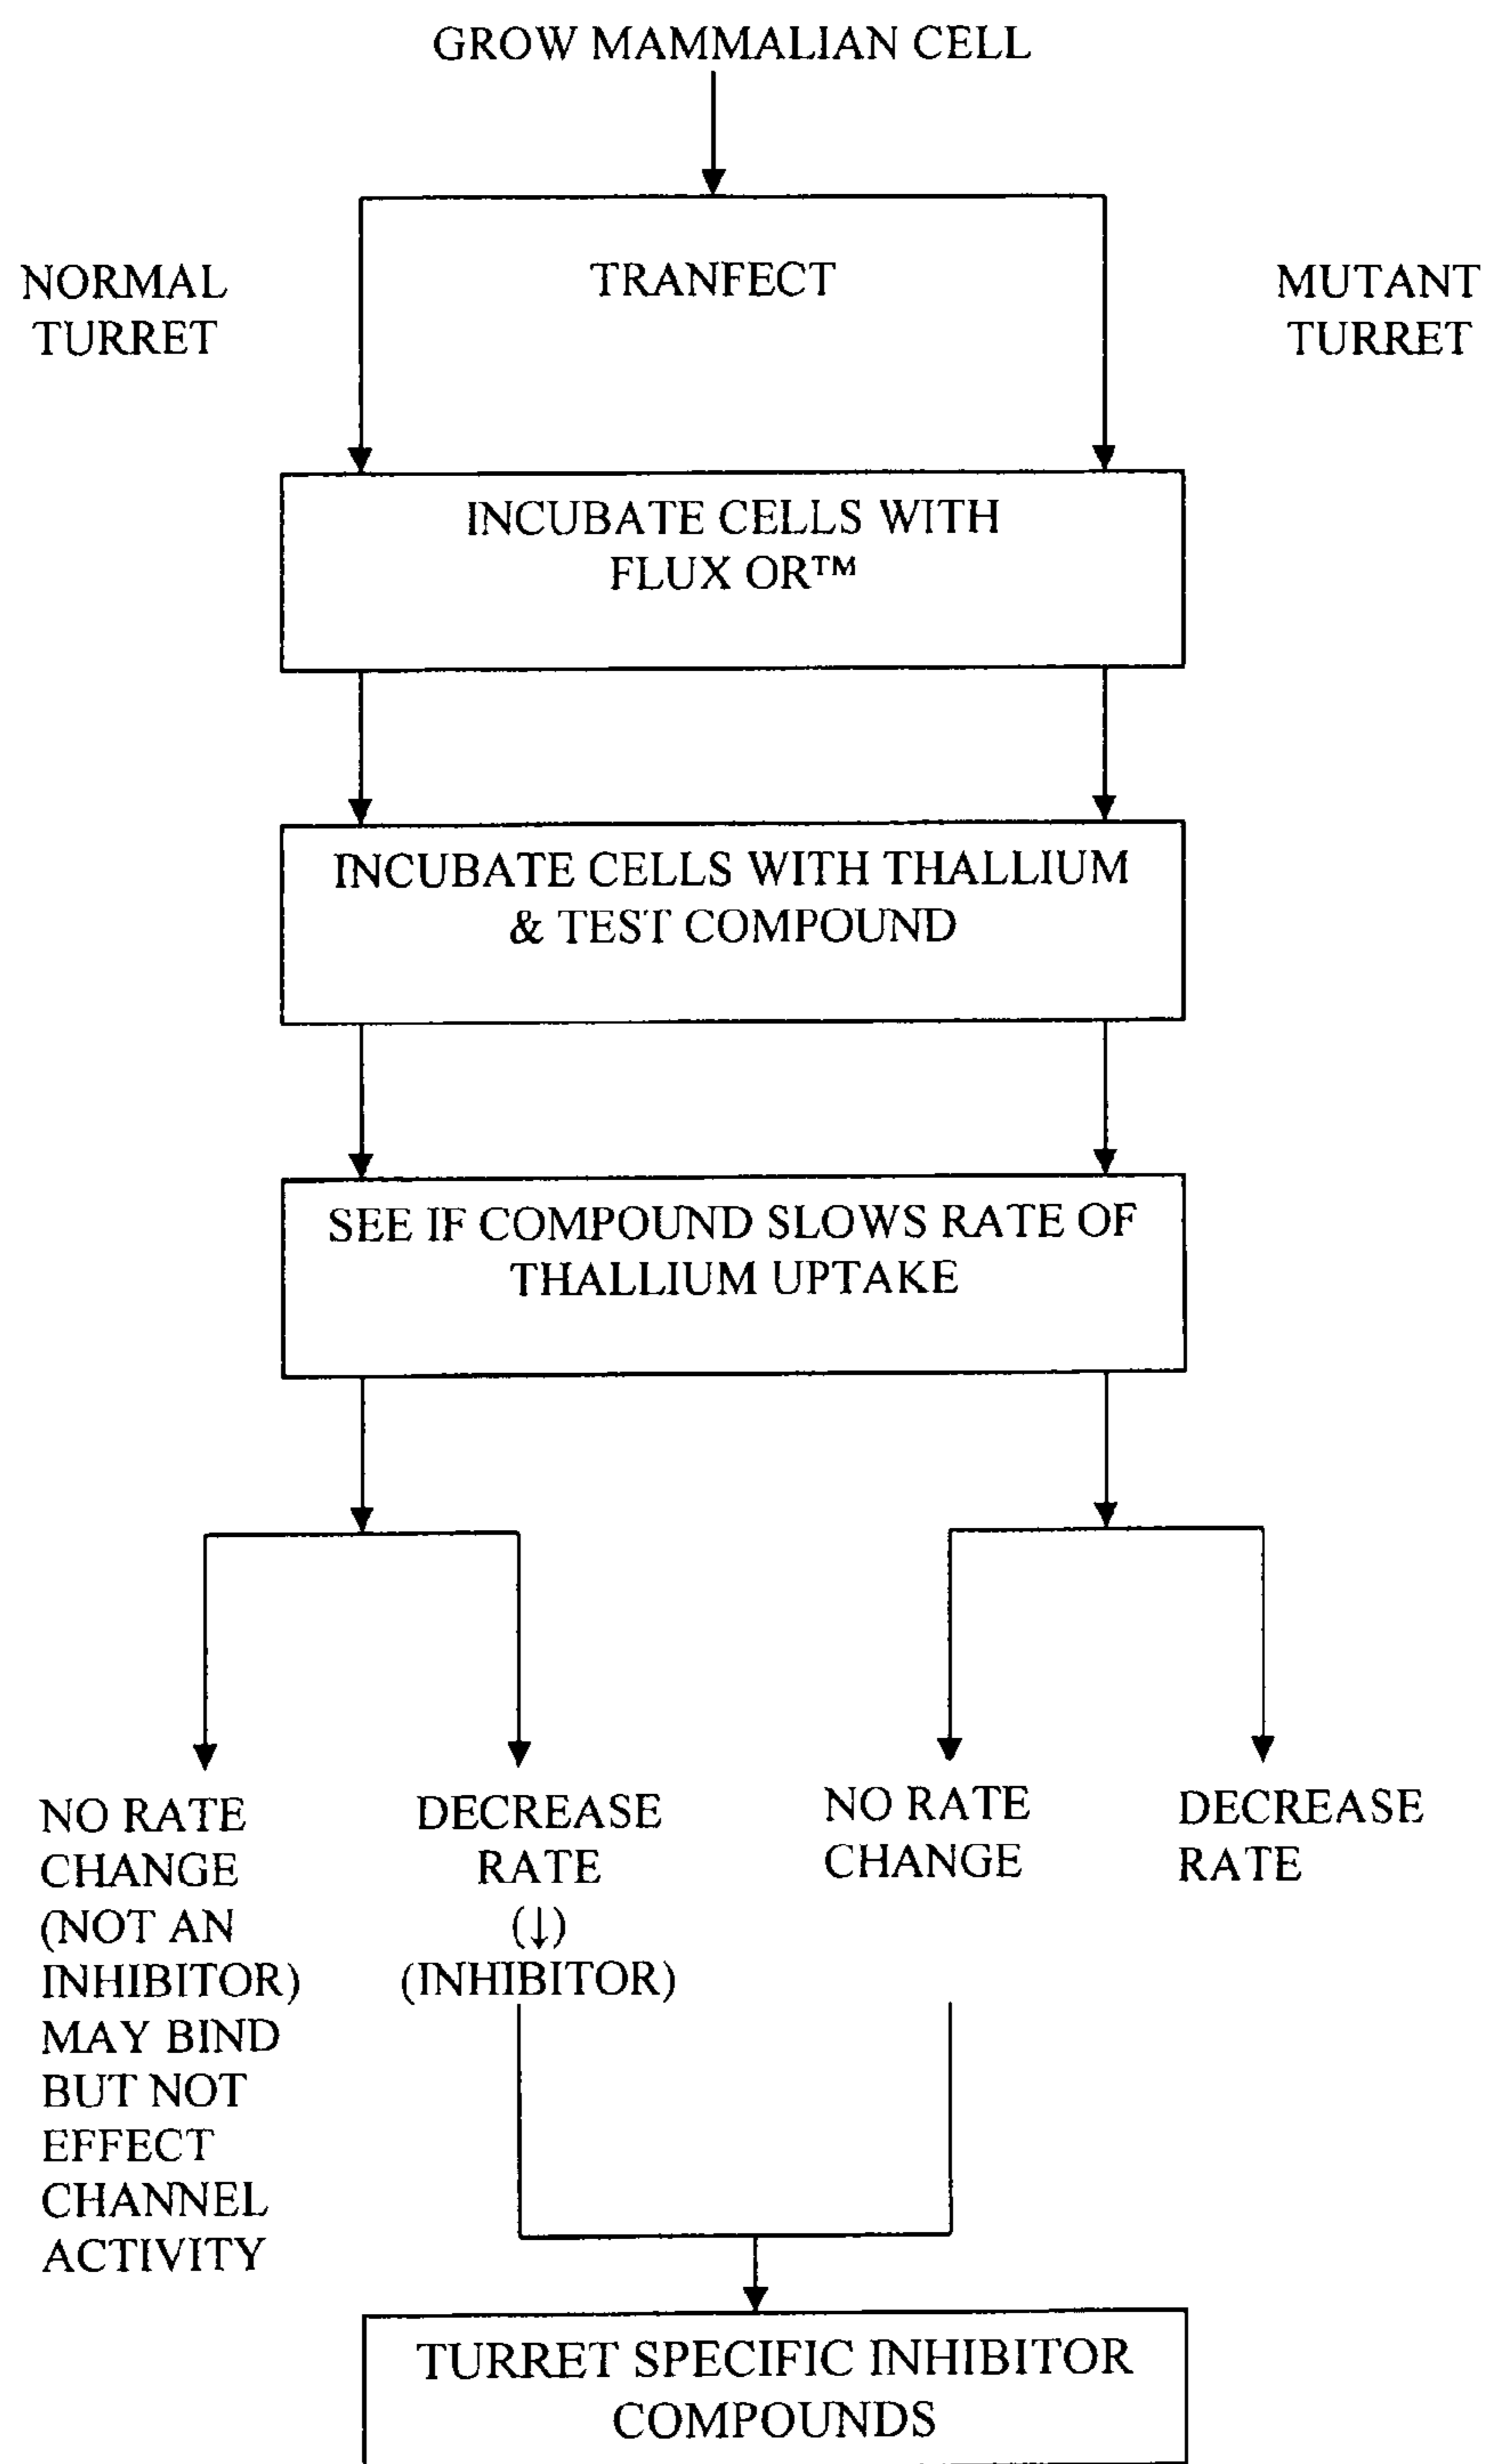 GROW MAMMALIAN CELL
NORMAL
TURRET
TRANFECT
MUTANT
TURRET
INCUBATE CELLS WITH
FLUX OR™
INCUBATE CELLS WITH THALLIUM
& TEST COMPOUND
SEE IF COMPOUND SLOWS RATE OF
THALLIUM UPTAKE
NO RATE
CHANGE
(NOT AN
INHIBITOR)
MAY BIND
BUT NOT
EFFECT
CHANNEL
ACTIVITY
DECREASE
RATE
(↓)
(INHIBITOR)
NO RATE
CHANGE
DECREASE
RATE
TURRET SPECIFIC INHIBITOR
COMPOUNDS